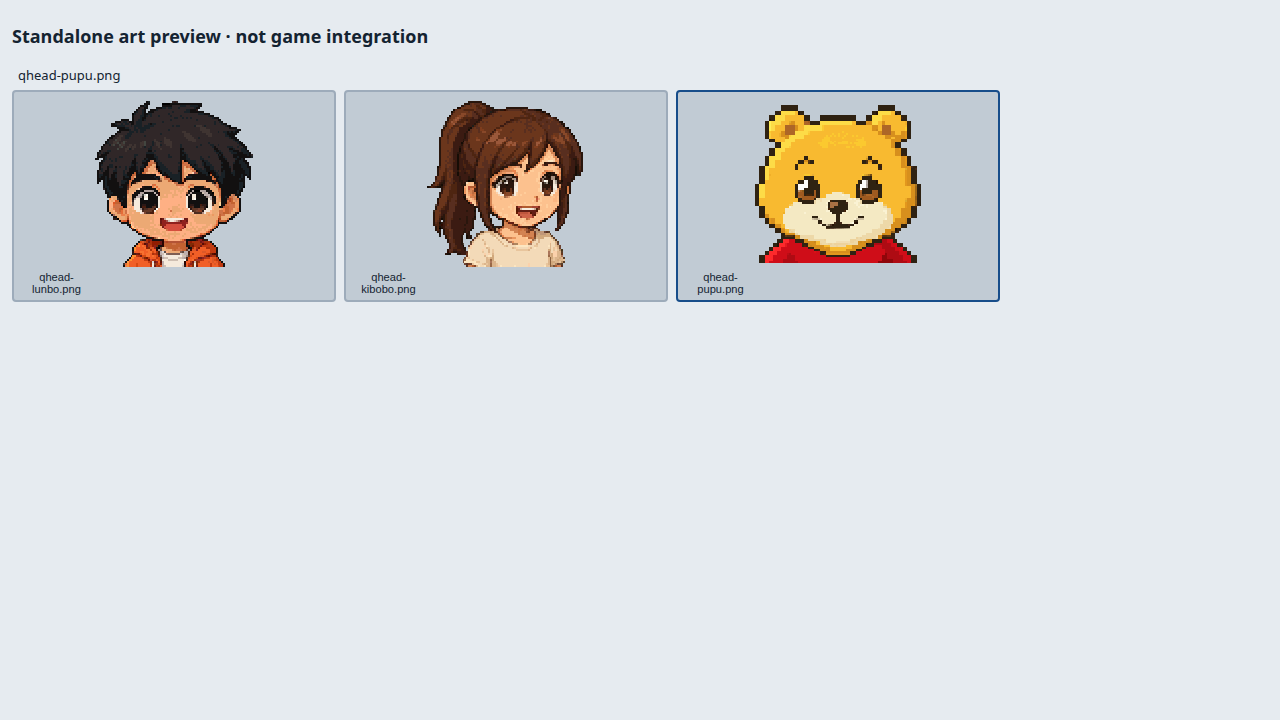 Standalone art preview · not game integration
qhead-pupu.png
qhead-
lunbo.png
qhead-
kibobo.png
qhead-
pupu.png